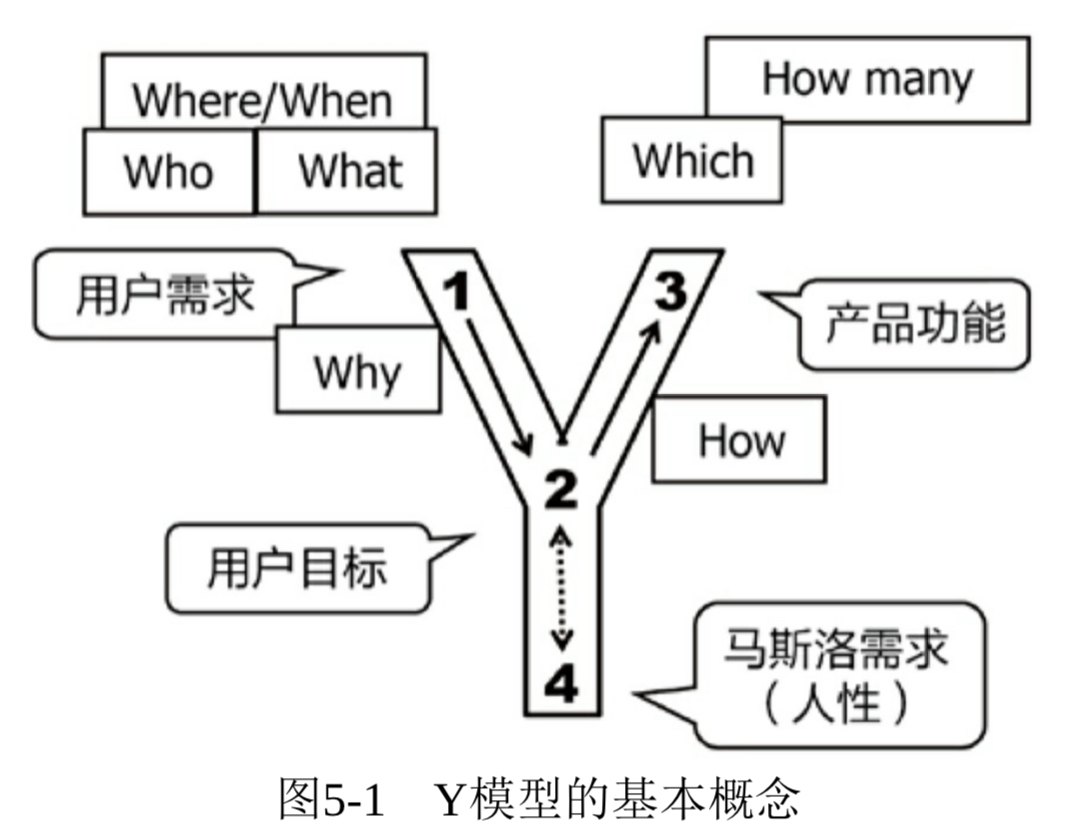 Where/When
Who
What
How many
Which
用户需求
1
3
产品功能
Why
How
2
用户目标
4
马斯洛需求
（人性）
图5-1 Y模型的基本概念